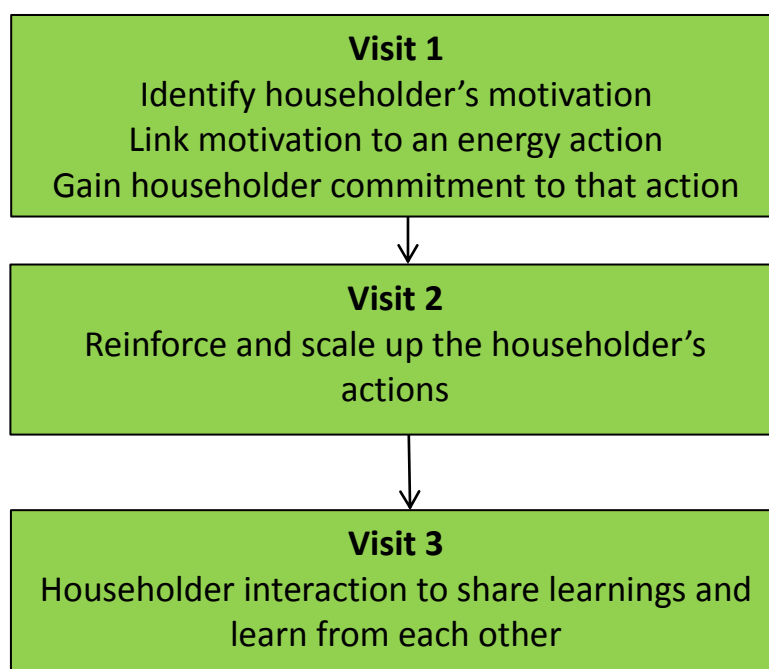 Visit 1
Identify householder’s motivation
Link motivation to an energy action
Gain householder commitment to that action
Visit 2
Reinforce and scale up the householder’s
actions
Visit 3
Householder interaction to share learnings and
learn from each other